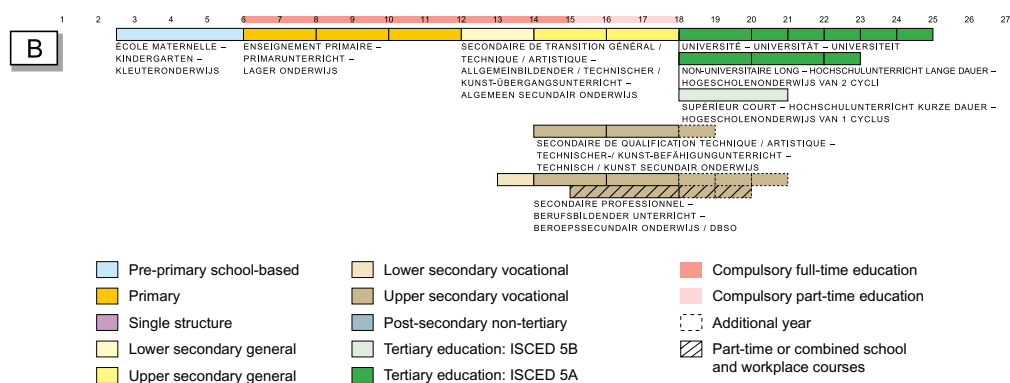 1 2 3 4 5 6 7 8 9 10 11 12 13 14 15 16 17 18 19 20 21 22 23 24 25 26 27
B
ÉCOLE MATERNELLE –
KINDERGARTEN –
KLEUTERONDERWIJS
ENSEIGNEMENT PRIMAIRE –
PRIMARUNTERRICHT –
LAGER ONDERWIJS
SECONDAIRE DE TRANSITION GÉNÉRAL /
TECHNIQUE / ARTISTIQUE –
ALLGEMEINBILDENDER / TECHNISCHER /
KUNST-ÜBERGANGSUNTERRICHT –
ALGEMEEN SECUNDAIR ONDERWIJS
UNIVERSITÉ – UNIVERSITÄT – UNIVERSITEIT
NON-UNIVERSITAIRE LONG – HOCHSCHULUNTERRICHT LANGE DAUER –
HOGESCHOLENONDERWIJS VAN 2 CYCLI
SUPÉRIEUR COURT – HOCHSCHULUNTERRICHT KURZE DAUER –
HOGESCHOLENONDERWIJS VAN 1 CYCLUS
SECONDAIRE DE QUALIFICATION TECHNIQUE / ARTISTIQUE –
TECHNISCHER-/ KUNST-BEFÄHIGUNGUNTERRICHT –
TECHNISCH / KUNST SECUNDAIR ONDERWIJS
SECONDAIRE PROFESSIONNEL –
BERUFSBILDENDER UNTERRICHT –
BEROEPSSECUNDAIR ONDERWIJS / DBSO
Pre-primary school-based
Primary
Single structure
Lower secondary general
Upper secondary general
Lower secondary vocational
Upper secondary vocational
Post-secondary non-tertiary
Tertiary education: ISCED 5B
Tertiary education: ISCED 5A
Compulsory full-time education
Compulsory part-time education
Additional year
Part-time or combined school
and workplace courses